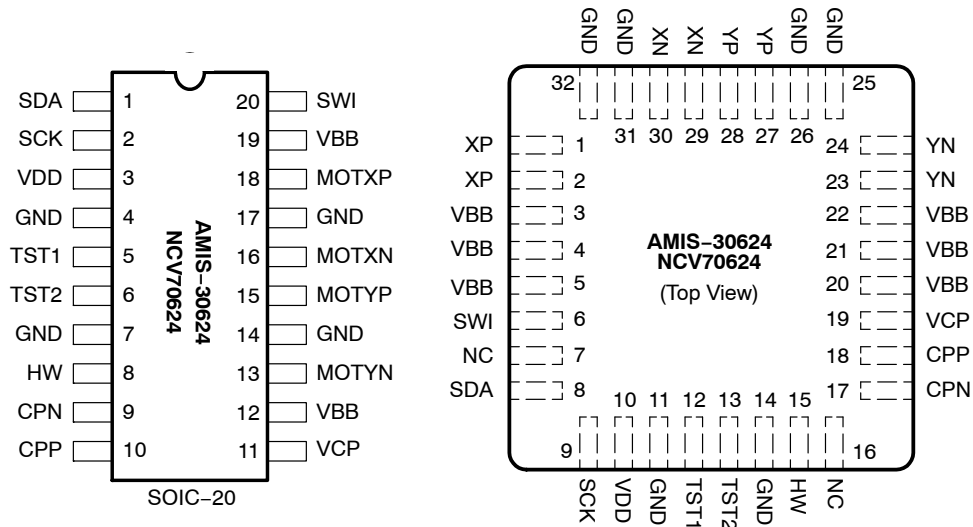 SDA 1 20 SWI
SCK 2 19 VBB
VDD 3 18 MOTXP
GND 4 17 GND
TST1 5 16 MOTXN
TST2 6 15 MOTYP
GND 7 14 GND
HW 8 13 MOTYN
CPN 9 12 VBB
CPP 10 11 VCP
AMIS−30624
NCV70624
SOIC−20
GND GND XN XN YP YP GND GND
32 31 30 29 28 27 26 25
XP 1 24 YN
XP 2 23 YN
VBB 3 22 VBB
VBB 4 21 VBB
VBB 5 20 VBB
SWI 6 19 VCP
NC 7 18 CPP
SDA 8 17 CPN
AMIS−30624
NCV70624
(Top View)
9 10 11 12 13 14 15 16
SCK VDD GND TST1 TST2 GND HW NC